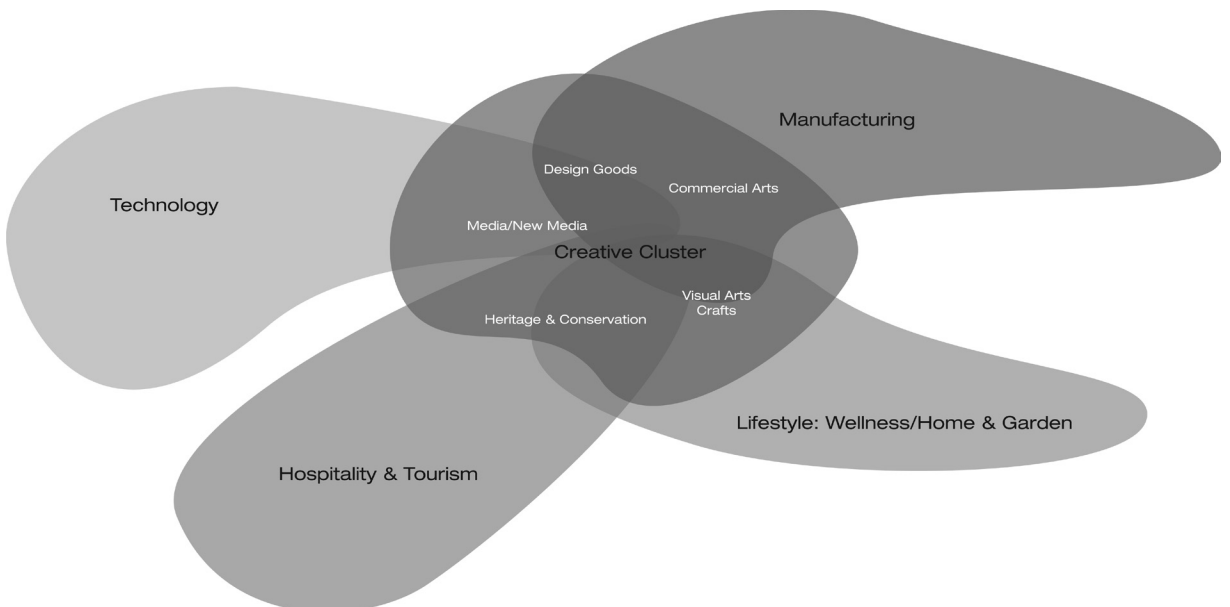 Manufacturing
Design Goods
Commercial Arts
Technology
Media/New Media
Creative Cluster
Visual Arts
Crafts
Heritage & Conservation
Lifestyle: Wellness/Home & Garden
Hospitality & Tourism